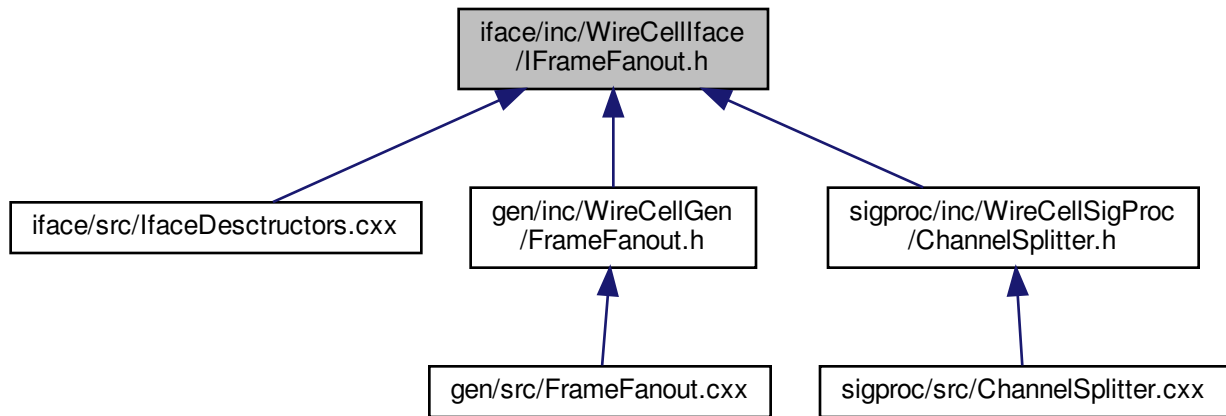 iface/inc/WireCellIface
/IFrameFanout.h
iface/src/IfaceDesctructors.cxx
gen/inc/WireCellGen
/FrameFanout.h
sigproc/inc/WireCellSigProc
/ChannelSplitter.h
gen/src/FrameFanout.cxx
sigproc/src/ChannelSplitter.cxx